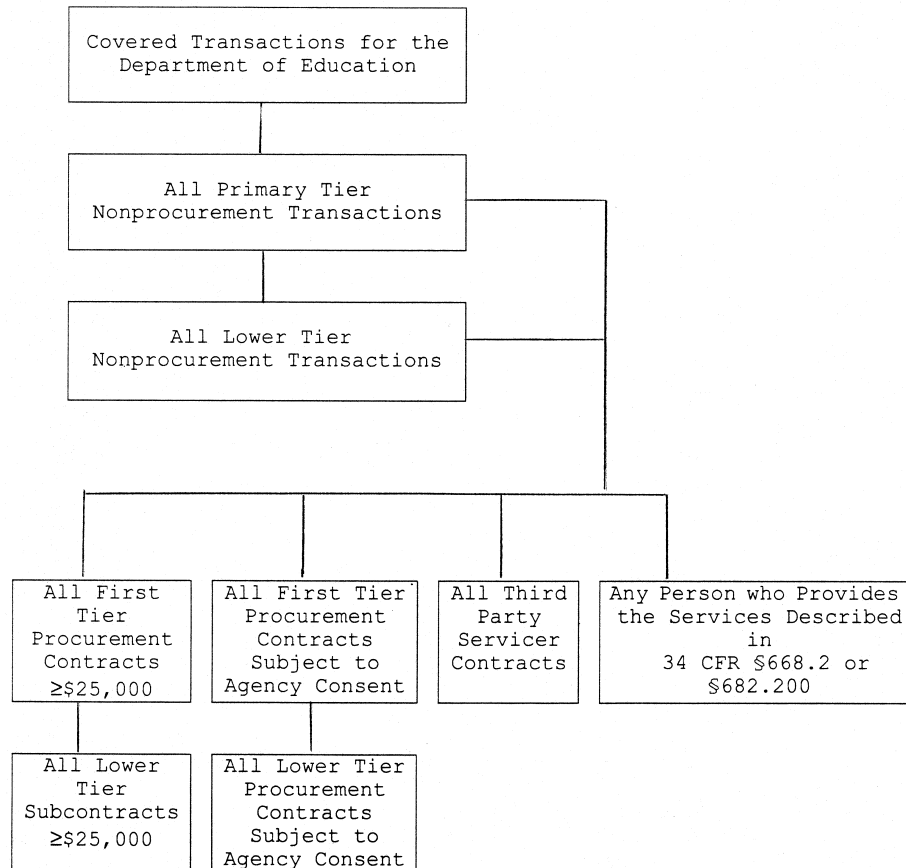 Covered Transactions for the
Department of Education
All Primary Tier
Nonprocurement Transactions
All Lower Tier
Nonprocurement Transactions
All First
Tier
Procurement
Contracts
≥$25,000
All First Tier
Procurement
Contracts
Subject to
Agency Consent
All Third
Party
Servicer
Contracts
Any Person who Provides
the Services Described
in
34 CFR §668.2 or
§682.200
All Lower
Tier
Subcontracts
≥$25,000
All Lower Tier
Procurement
Contracts
Subject to
Agency Consent